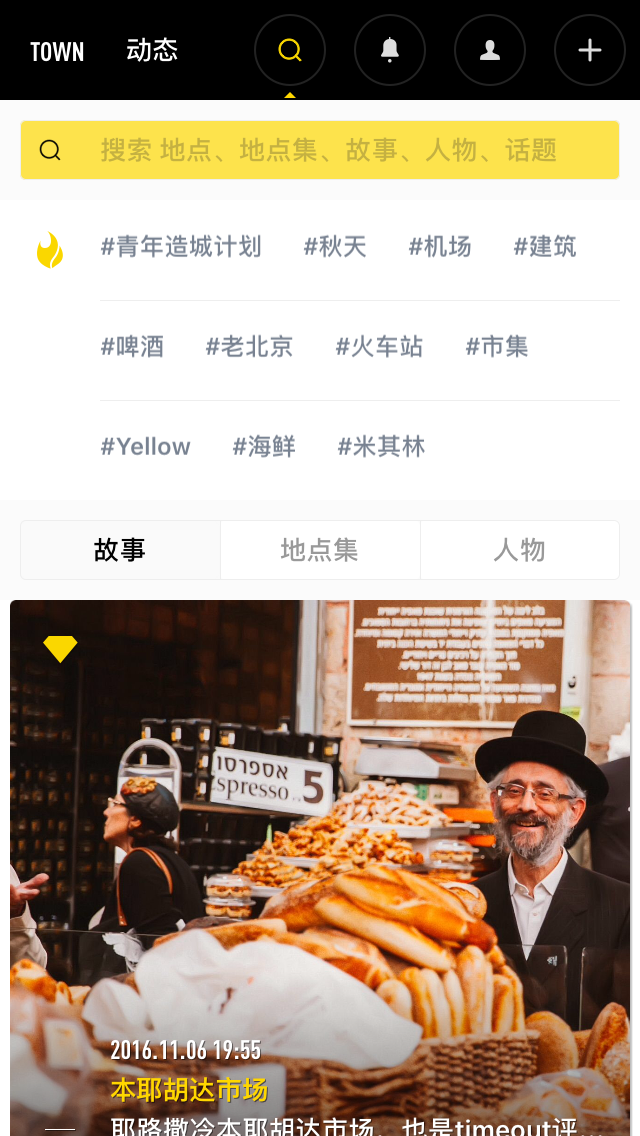 TOWN 动态
搜索 地点、地点集、故事、人物、话题
#青年造城计划 #秋天 #机场 #建筑
#啤酒 #老北京 #火车站 #市集
#Yellow #海鲜 #米其林
故事 地点集 人物
אספרסו
spresso 5
2016.11.06 19:55
本耶胡达市场
耶路撒冷本耶胡达市场，也是timeout评...